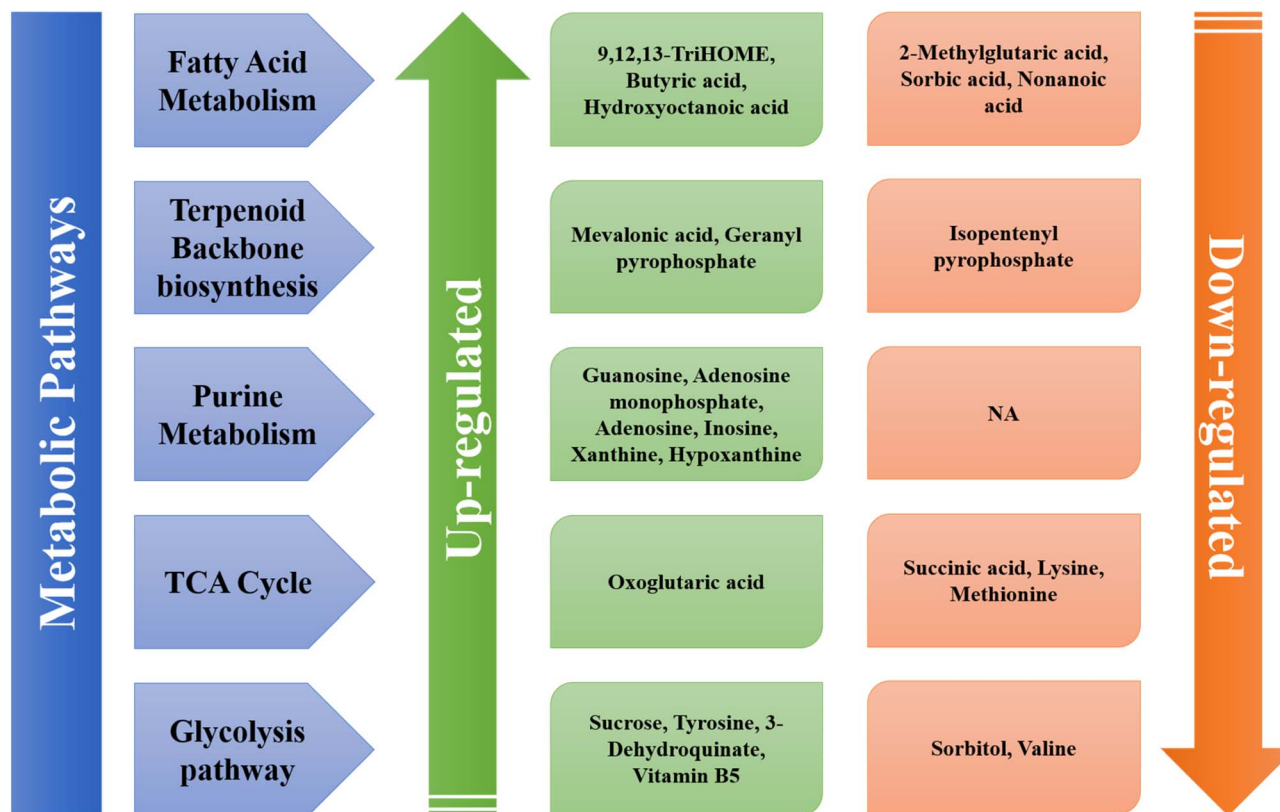 Metabolic Pathways
Fatty Acid
Metabolism
Up-regulated
9,12,13-TriHOME,
Butyric acid,
Hydroxyoctanoic acid
2-Methylglutaric acid,
Sorbic acid, Nonanoic
acid
Down-regulated
Terpenoid
Backbone
biosynthesis
Mevalonic acid, Geranyl
pyrophosphate
Isopentenyl
pyrophosphate
Purine
Metabolism
Guanosine, Adenosine
monophosphate,
Adenosine, Inosine,
Xanthine, Hypoxanthine
NA
TCA Cycle
Oxoglutaric acid
Succinic acid, Lysine,
Methionine
Glycolysis
pathway
Sucrose, Tyrosine, 3-
Dehydroquinate,
Vitamin B5
Sorbitol, Valine